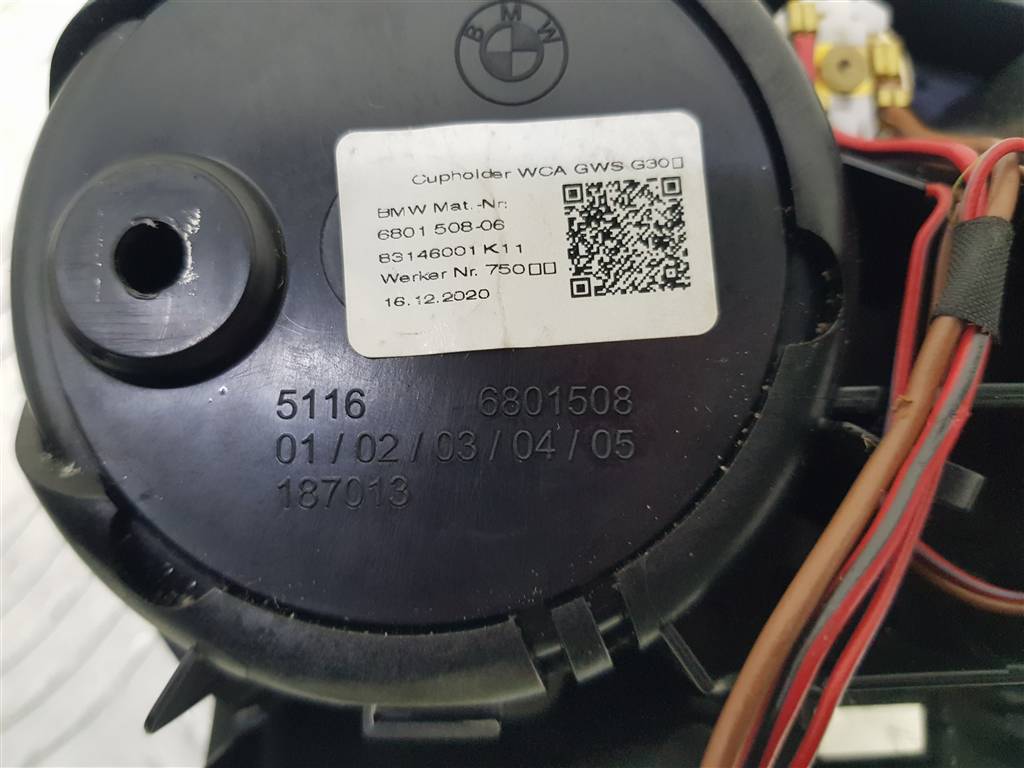 BMW
Cupholder WCA GWS G30□
BMW Mat.-Nr:
6801 508-06
83146001 K11
Werker Nr. 750□□
16.12.2020
5116 6801508
01 / 02 / 03 / 04 / 05
187013